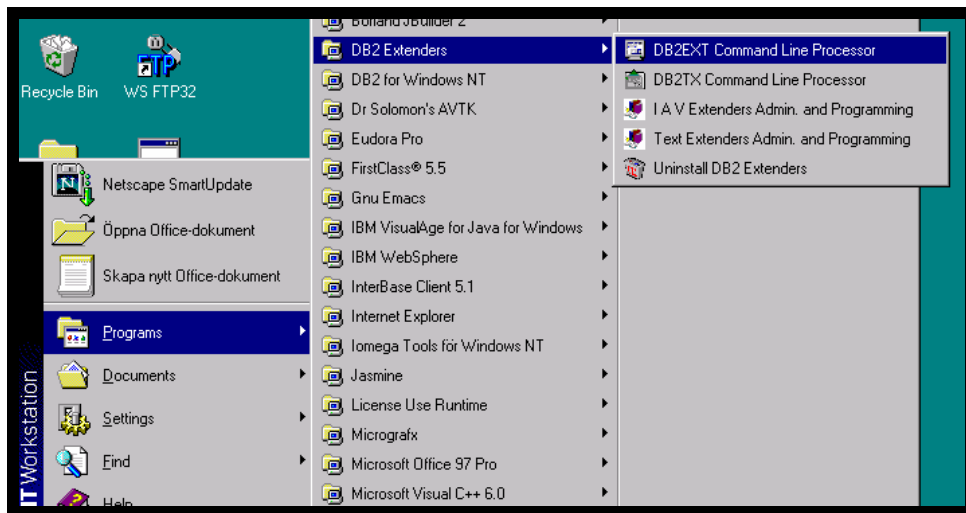 Recycle Bin
WS FTP32
Netscape SmartUpdate
Öppna Office-dokument
Skapa nytt Office-dokument
Programs
Documents
Settings
Find
Help
Workstation
Borland JBuilder 2
DB2 Extenders
DB2 for Windows NT
Dr Solomon's AVTK
Eudora Pro
FirstClass® 5.5
Gnu Emacs
IBM VisualAge for Java for Windows
IBM WebSphere
InterBase Client 5.1
Internet Explorer
Iomega Tools för Windows NT
Jasmine
License Use Runtime
Micrografx
Microsoft Office 97 Pro
Microsoft Visual C++ 6.0
DB2EXT Command Line Processor
DB2TX Command Line Processor
I A V Extenders Admin. and Programming
Text Extenders Admin. and Programming
Uninstall DB2 Extenders